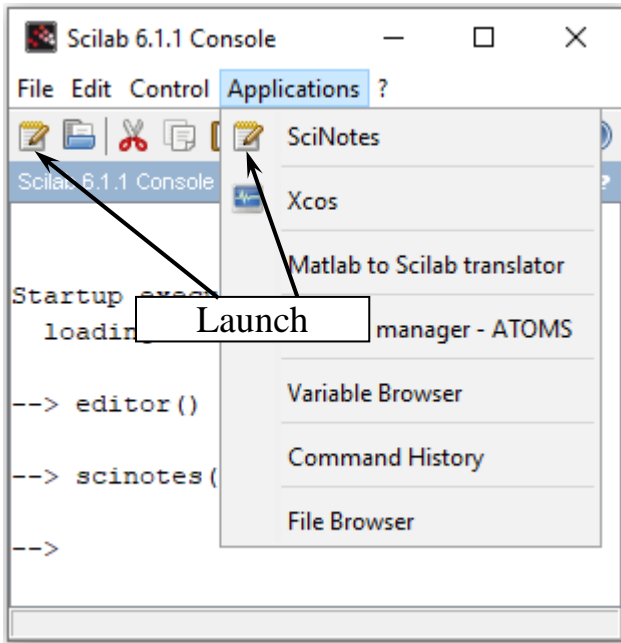 Scilab 6.1.1 Console
File Edit Control Applications ?
SciNotes
Scilab 6.1.1 Console ?
Xcos
Matlab to Scilab translator
Startup
loading
Launch
manager - ATOMS
--> editor()
Variable Browser
--> scinotes(
Command History
File Browser
-->